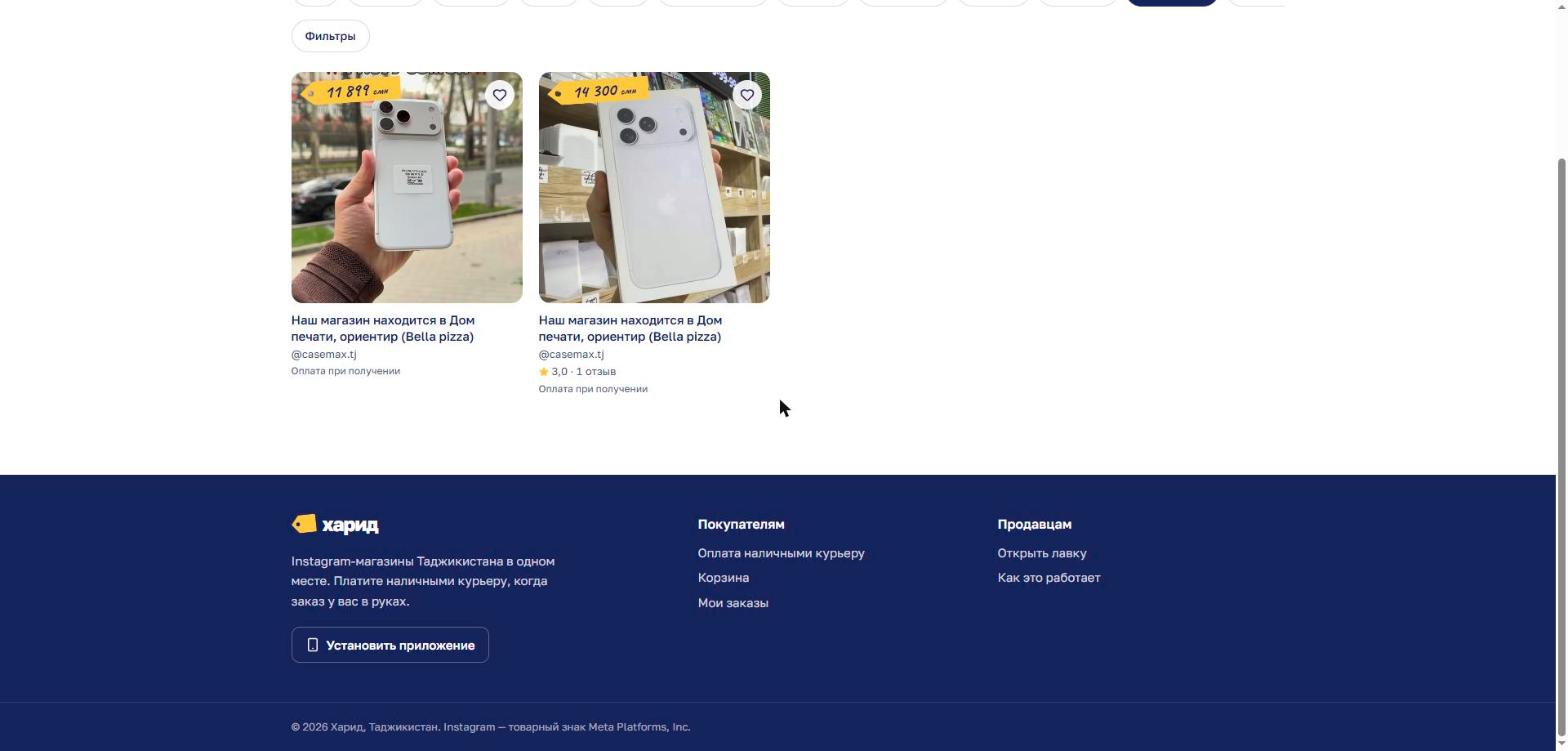 Фильтры
11 899 смн
14 300 смн
Наш магазин находится в Дом
печати, ориентир (Bella pizza)
@casemax.tj
Оплата при получении
Наш магазин находится в Дом
печати, ориентир (Bella pizza)
@casemax.tj
3,0 · 1 отзыв
Оплата при получении
харид
Instagram-магазины Таджикистана в одном
месте. Платите наличными курьеру, когда
заказ у вас в руках.
Установить приложение
Покупателям
Оплата наличными курьеру
Корзина
Мои заказы
Продавцам
Открыть лавку
Как это работает
© 2026 Харид, Таджикистан. Instagram — товарный знак Meta Platforms, Inc.